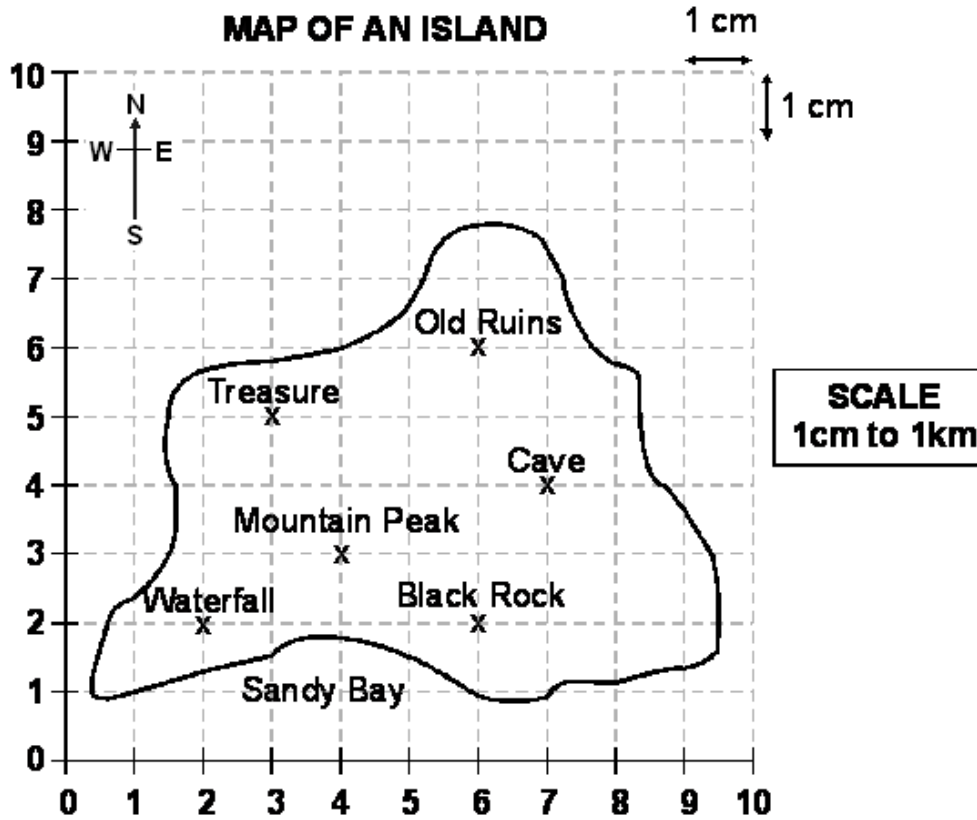 MAP OF AN ISLAND
1 cm
1 cm
10
9
8
7
6
5
4
3
2
1
0
N
W E
S
Old Ruins
X
Treasure
X
Cave
X
Mountain Peak
X
Waterfall
X
Black Rock
X
Sandy Bay
SCALE
1cm to 1km
0 1 2 3 4 5 6 7 8 9 10